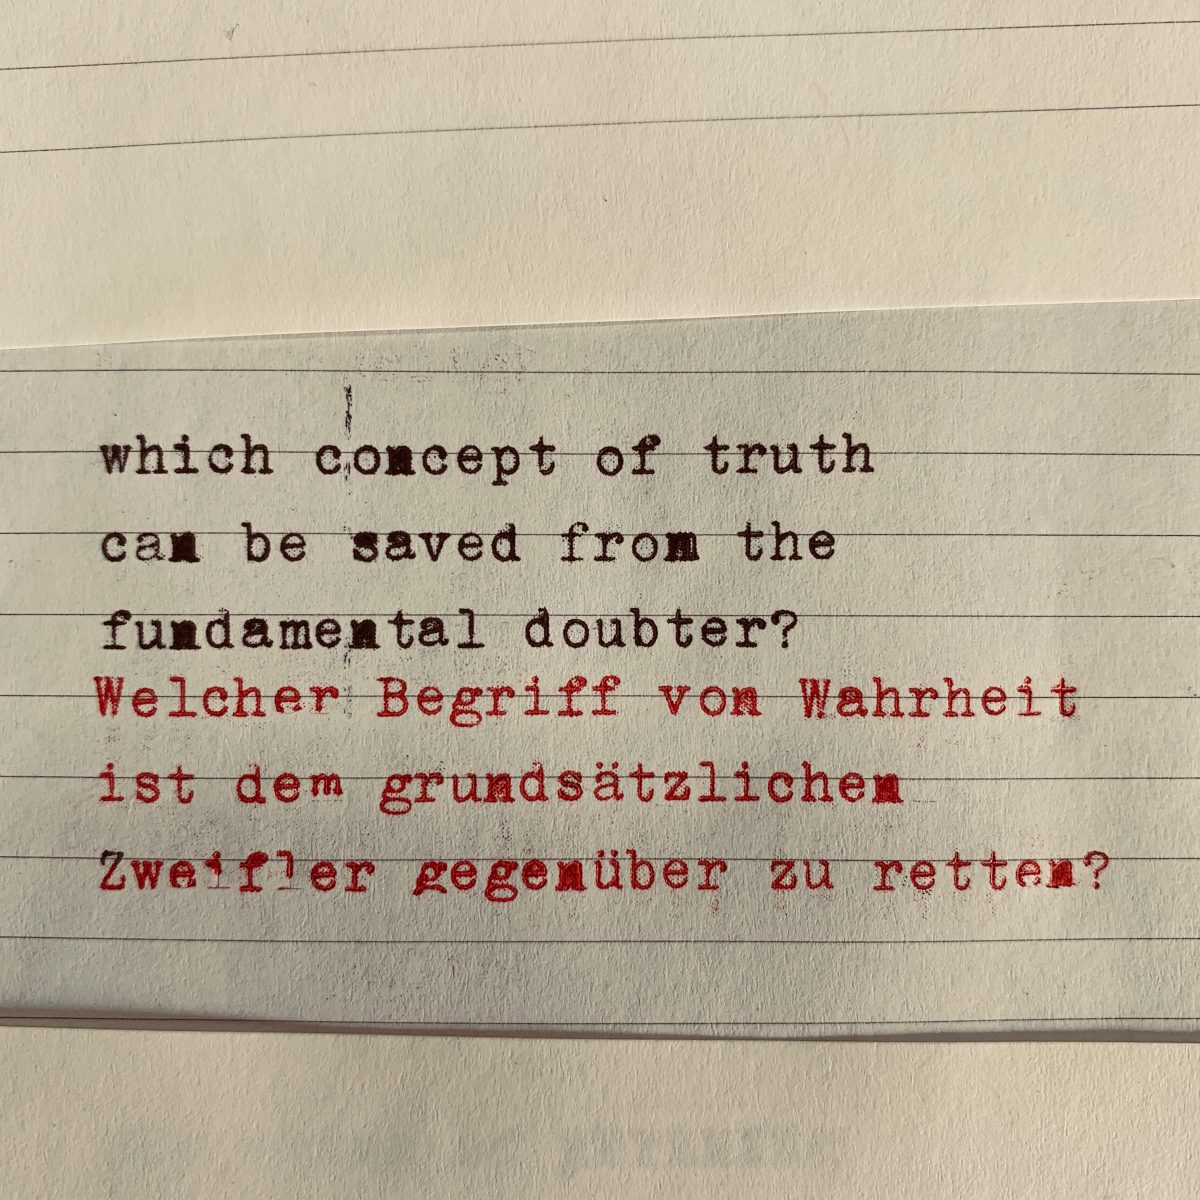 which concept of truth
can be saved from the
fundamental doubter?
Welcher Begriff von Wahrheit
ist dem grundsätzlichen
Zweifler gegenüber zu retten?